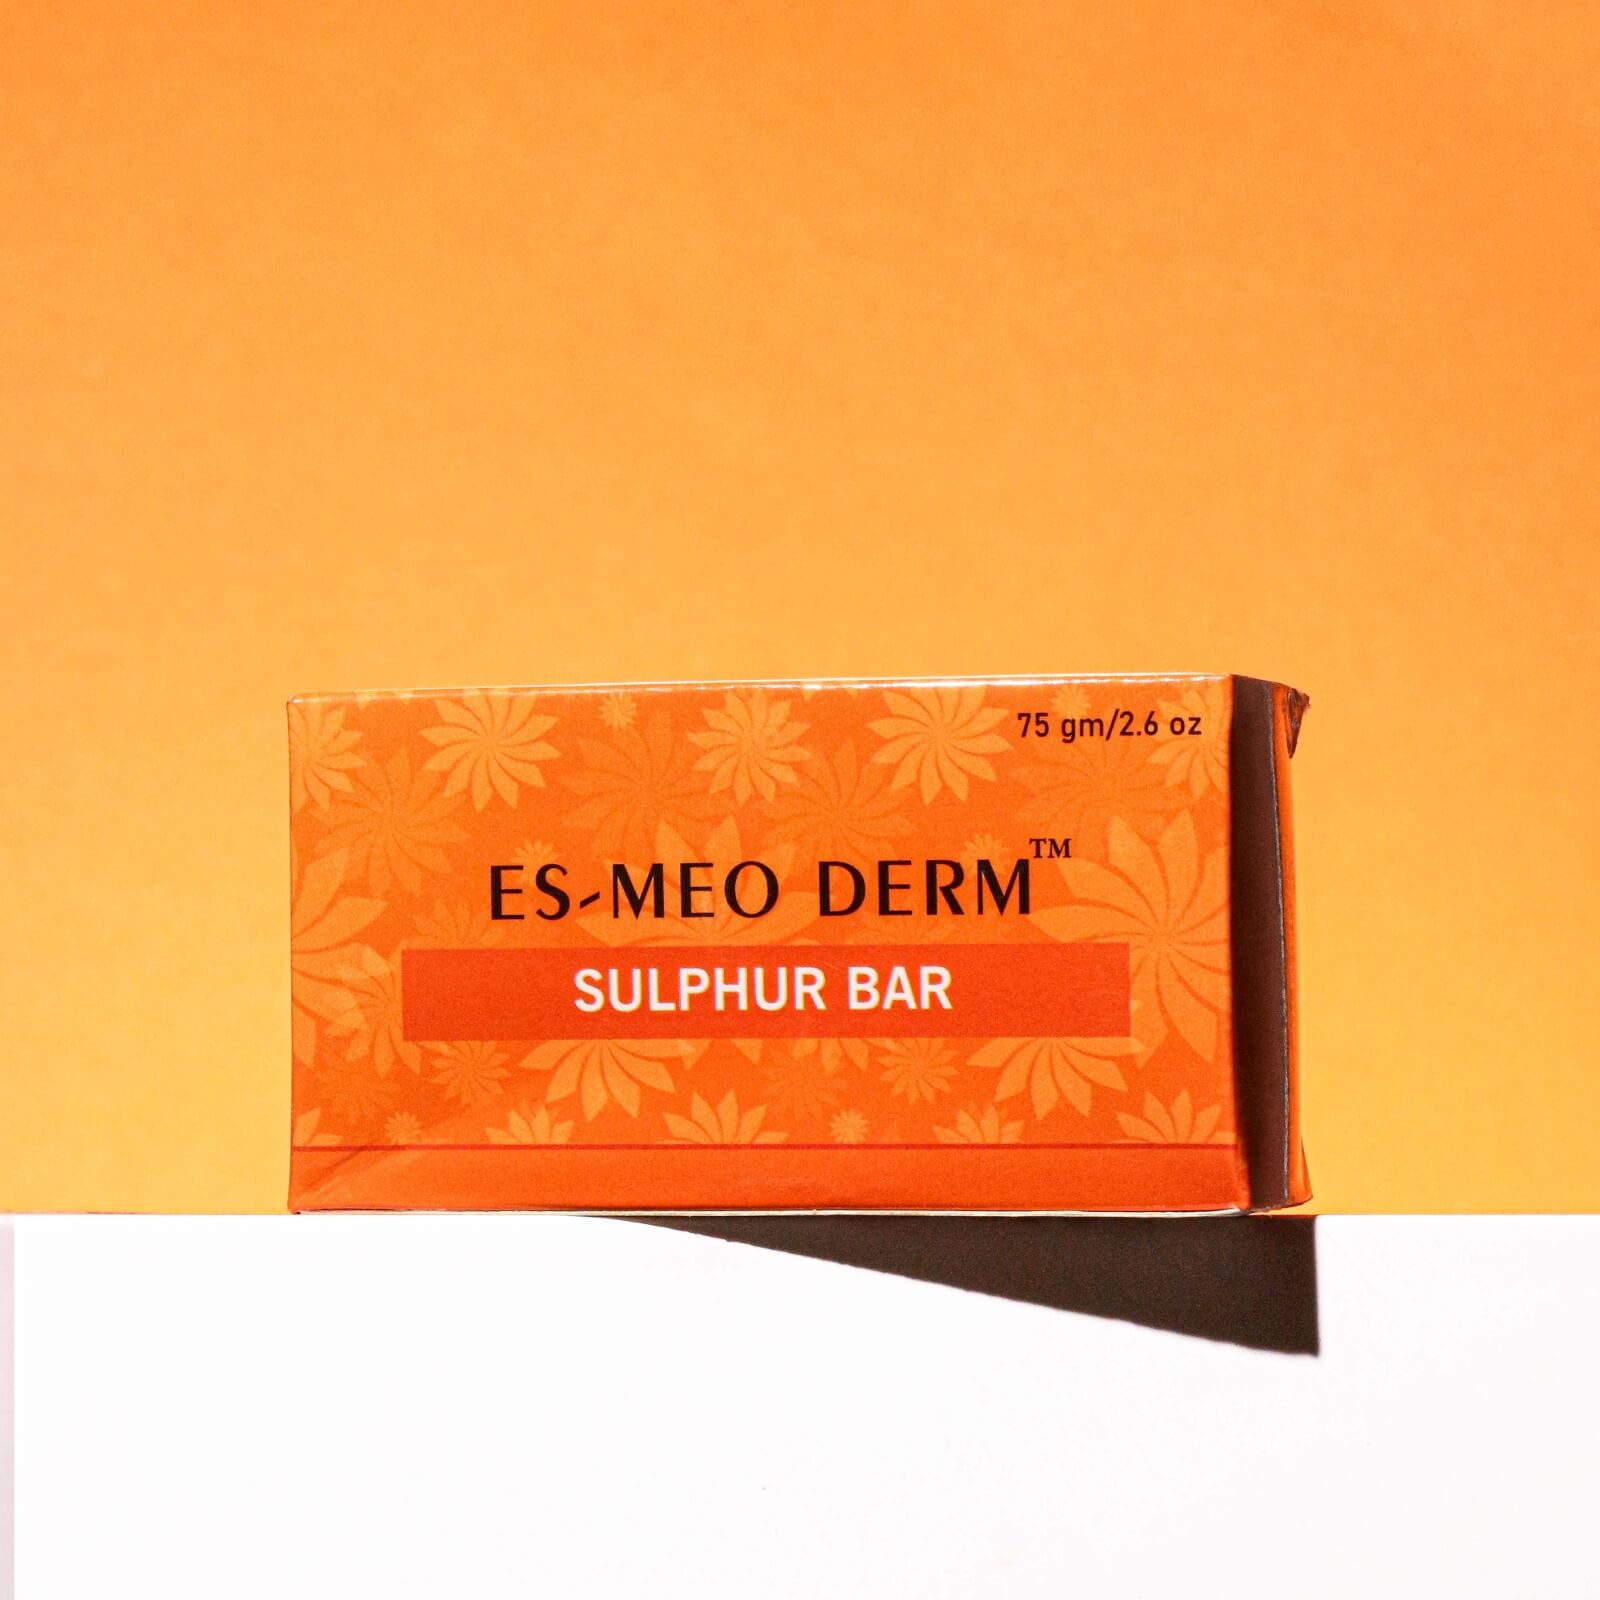 75 gm/2.6 oz
ES-MEO DERM™
SULPHUR BAR